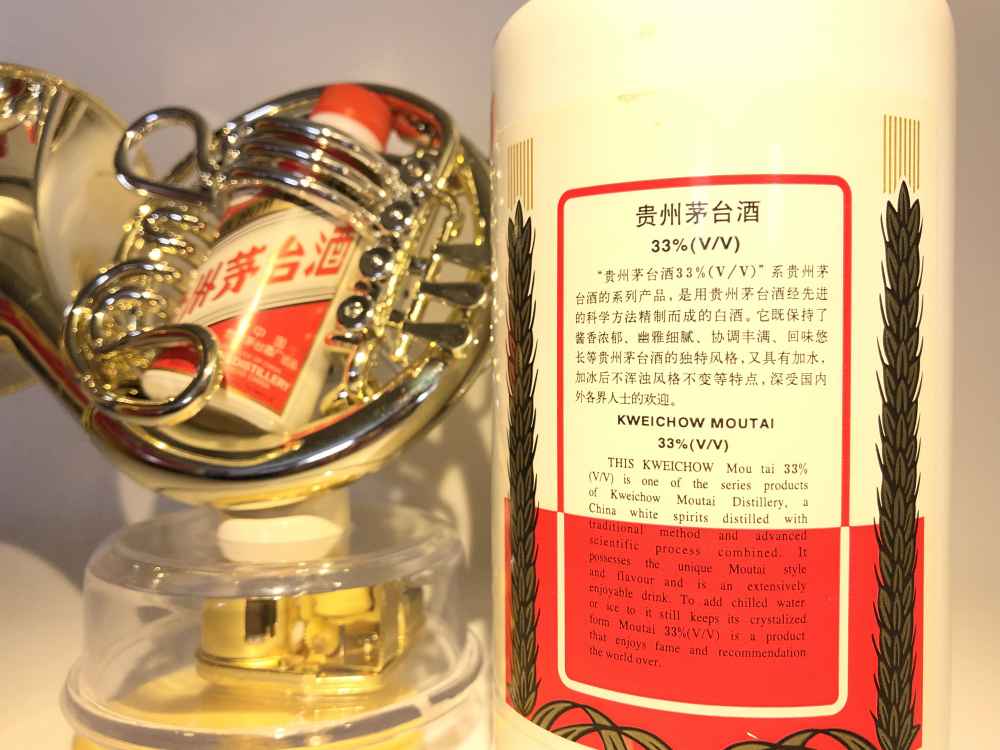 州茅台酒
中国
DISTILLERY
贵州茅台酒
33%(V/V)
“贵州茅台酒33%(V/V)”系贵州茅
台酒的系列产品，是用贵州茅台酒经先进
的科学方法精制而成的白酒。它既保持了
酱香浓郁、幽雅细腻、协调丰满、回味悠
长等贵州茅台酒的独特风格，又具有加水，
加冰后不浑浊风格不变等特点，深受国内
外各界人士的欢迎。
KWEICHOW MOUTAI
33%(V/V)
THIS KWEICHOW Mou tai 33%
(V/V) is one of the series products
of Kweichow Moutai Distillery, a
China white spirits distilled with
traditional method and advanced
scientific process combined. It
possesses the unique Moutai style
and flavour and is an extensively
enjoyable drink. To add chilled water
or ice to it still keeps its crystalized
form Moutai 33%(V/V) is a product
that enjoys fame and recommendation
the world over.